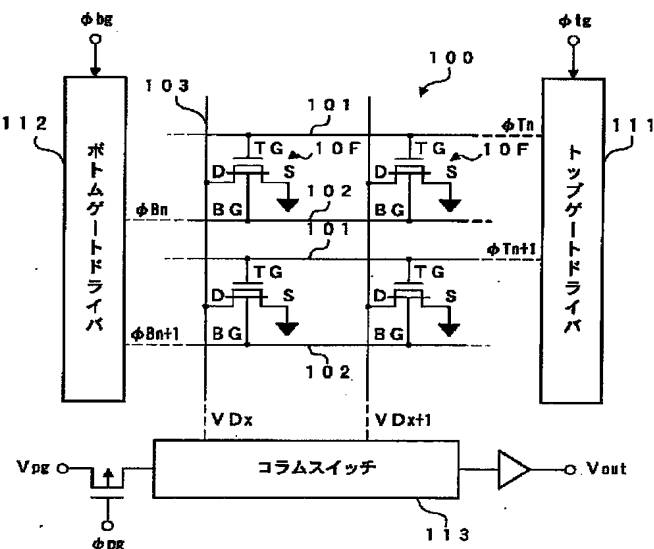 φbg
φtg
103
100
112
101
φTn
111
TG
10F
TG
10F
D
S
D
S
BG
102
BG
φBn
101
φTn+1
TG
TG
D
S
D
S
BG
BG
φBn+1
102
ボトムゲートドライバ
トップゲートドライバ
VDx
VDx+1
Vpg
コラムスイッチ
Vout
113
φpg